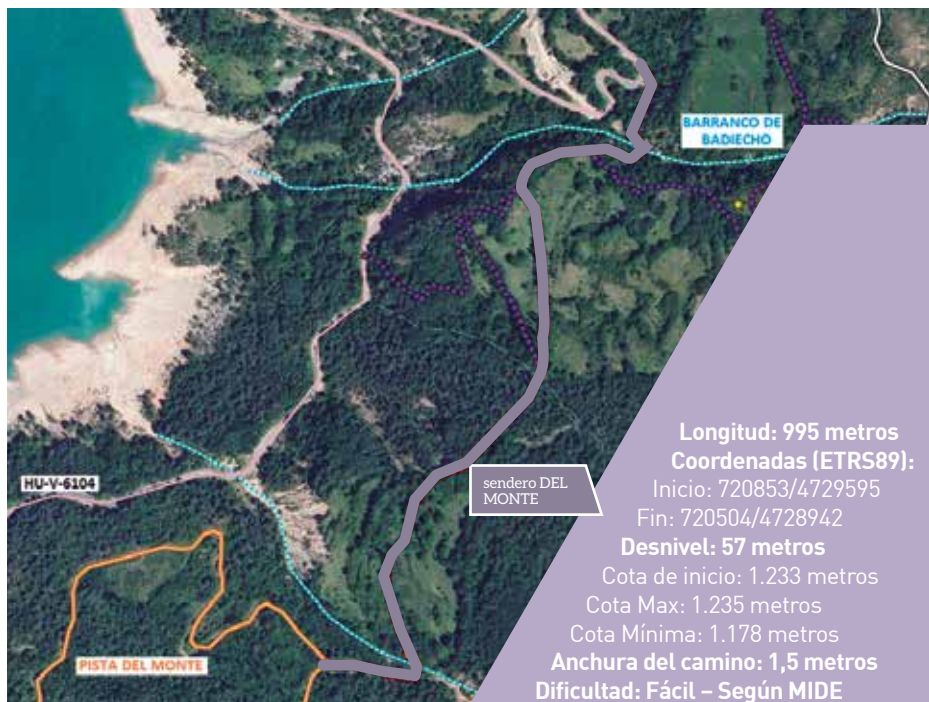 BARRANCO DE
BADIECHO
HU-V-6104
sendero DEL
MONTE
PISTA DEL MONTE
Longitud: 995 metros
Coordenadas (ETRS89):
Inicio: 720853/4729595
Fin: 720504/4728942
Desnivel: 57 metros
Cota de inicio: 1.233 metros
Cota Max: 1.235 metros
Cota Mínima: 1.178 metros
Anchura del camino: 1,5 metros
Dificultad: Fácil – Según MIDE